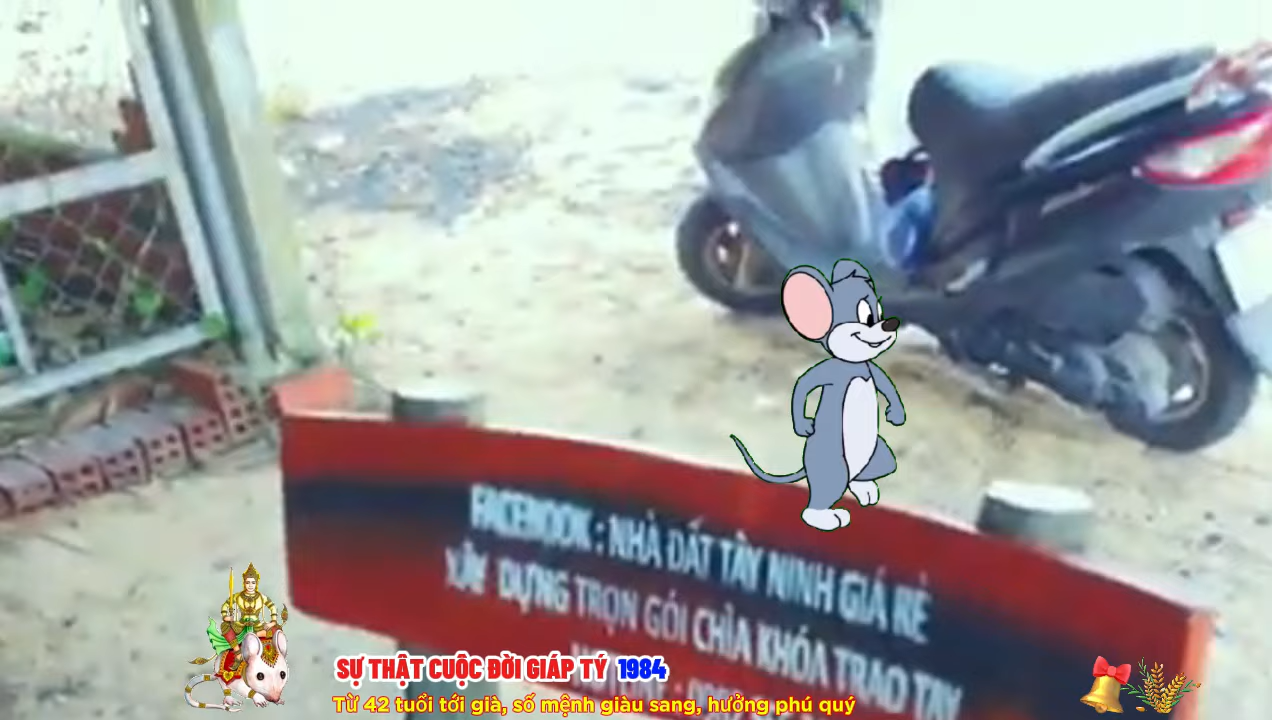 FACEBOOK : NHÀ ĐẤT TÂY NINH GIÁ RẺ
XÂY DỰNG TRỌN GÓI CHÌA KHÓA TRAO TAY
SỰ THẬT CUỘC ĐỜI GIÁP TÝ 1984
Từ 42 tuổi tới già, số mệnh giàu sang, hưởng phú quý